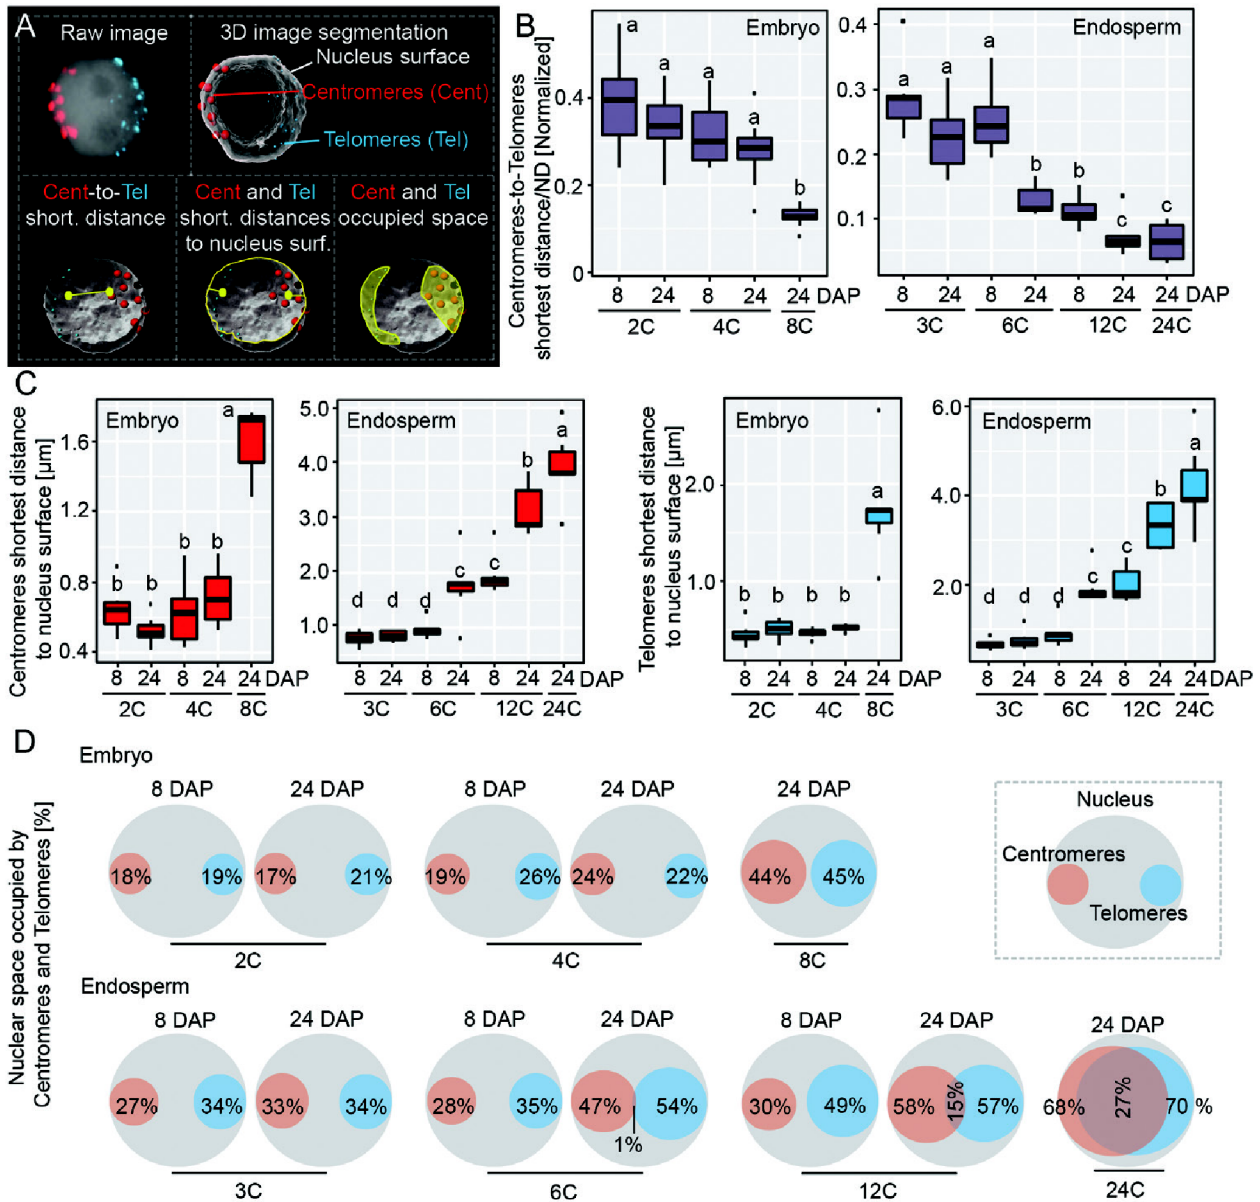 A
Raw image
3D image segmentation
Nucleus surface
Centromeres (Cent)
Telomeres (Tel)
Cent-to-Tel
short. distance
Cent and Tel
short. distances
to nucleus surf.
Cent and Tel
occupied space
B
Centromeres-to-Telomeres
shortest distance/ND [Normalized]
Embryo
0.4
0.2
0
a
a
a
a
b
8 24 8 24 24 DAP
2C 4C 8C
Endosperm
0.4
0.3
0.2
0.1
a
a
a
b
b
c
c
8 24 8 24 8 24 24 DAP
3C 6C 12C 24C
C
Centromeres shortest distance
to nucleus surface [µm]
Embryo
1.6
1.2
0.8
0.4
b
b
b
b
a
8 24 8 24 24 DAP
2C 4C 8C
Endosperm
5.0
4.0
3.0
2.0
1.0
d
d
d
c
c
b
a
8 24 8 24 8 24 24 DAP
3C 6C 12C 24C
Telomeres shortest distance
to nucleus surface [µm]
Embryo
2.0
1.0
b
b
b
b
a
8 24 8 24 24 DAP
2C 4C 8C
Endosperm
6.0
4.0
2.0
d
d
d
c
c
b
a
8 24 8 24 8 24 24 DAP
3C 6C 12C 24C
D
Nuclear space occupied by
Centromeres and Telomeres [%]
Embryo
8 DAP 24 DAP 8 DAP 24 DAP 24 DAP
18% 19% 17% 21% 19% 26% 24% 22% 44% 45%
2C 4C 8C
Nucleus
Centromeres
Telomeres
Endosperm
8 DAP 24 DAP 8 DAP 24 DAP 8 DAP 24 DAP 24 DAP
27% 34% 33% 34% 28% 35% 47% 54% 30% 49% 58% 15% 57% 68% 27% 70 %
1%
3C 6C 12C 24C